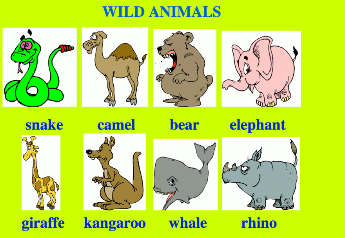 WILD ANIMALS
snake camel bear elephant
giraffe kangaroo whale rhino